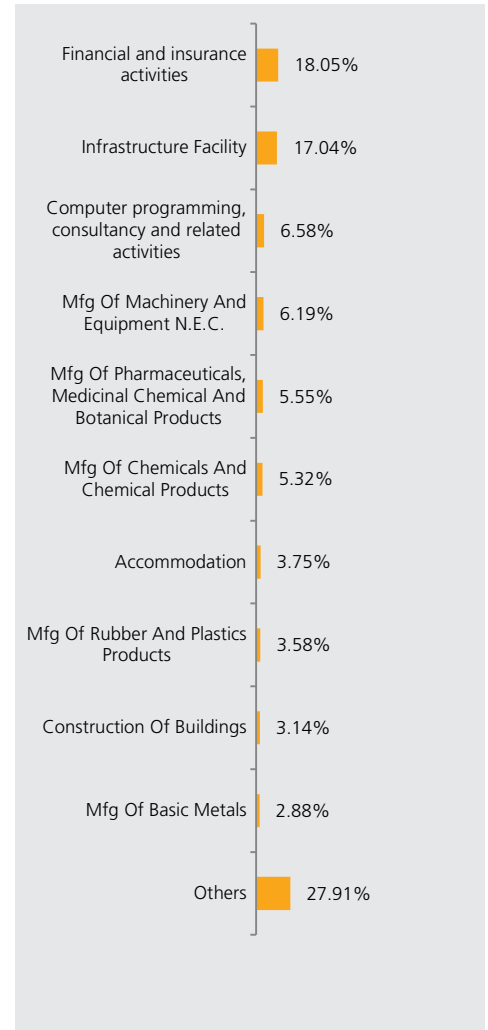 Financial and insurance
activities
18.05%
Infrastructure Facility
17.04%
Computer programming,
consultancy and related
activities
6.58%
Mfg Of Machinery And
Equipment N.E.C.
6.19%
Mfg Of Pharmaceuticals,
Medicinal Chemical And
Botanical Products
5.55%
Mfg Of Chemicals And
Chemical Products
5.32%
Accommodation
3.75%
Mfg Of Rubber And Plastics
Products
3.58%
Construction Of Buildings
3.14%
Mfg Of Basic Metals
2.88%
Others
27.91%